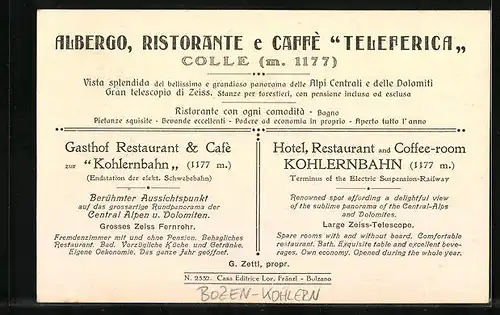 ALBERGO, RISTORANTE e CAFFÈ "TELEFERICA„
COLLE (m. 1177)
Vista splendida del bellissimo e grandioso panorama delle Alpi Centrali e delle Dolomiti
Gran telescopio di Zeiss. Stanze per forestieri, con pensione inclusa od esclusa
Ristorante con ogni comodità - Bagno
Pietanze squisite - Bevande eccellenti - Podere ad economia in proprio - Aperto tutto l'anno
Gasthof Restaurant & Cafè
zur "Kohlernbahn„ (1177 m.)
(Endstation der elekt. Schwebebahn)
Berühmter Aussichtspunkt
auf das grossartige Rundpanorama der
Central Alpen u. Dolomiten.
Grosses Zeiss Fernrohr.
Fremdenzimmer mit und ohne Pension. Behagliches
Restaurant. Bad. Vorzügliche Küche und Getränke.
Eigene Oekonomie. Das ganze Jahr geöffnet.
Hotel, Restaurant and Coffee-room
KOHLERNBAHN (1177 m.)
Terminus of the Electric Suspension-Railway
Renowned spot affording a delightful view
of the sublime panorama of the Central-Alps
and Dolomites.
Large Zeiss-Telescope.
Spare rooms with and without board. Comfortable
restaurant. Bath. Exquisite table and excellent beve-
rages. Own economy. Opened during the whole year.
G. Zettl, propr.
N. 2532. Casa Editrice Lor. Fränzl - Bolzano
BOZEN-KOHLERN